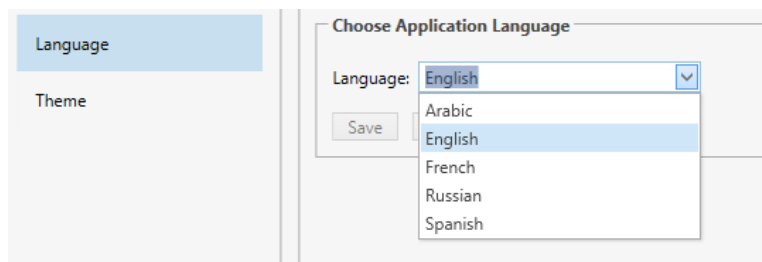 Language
Theme
Choose Application Language
Language: English
Arabic
English
French
Russian
Spanish
Save